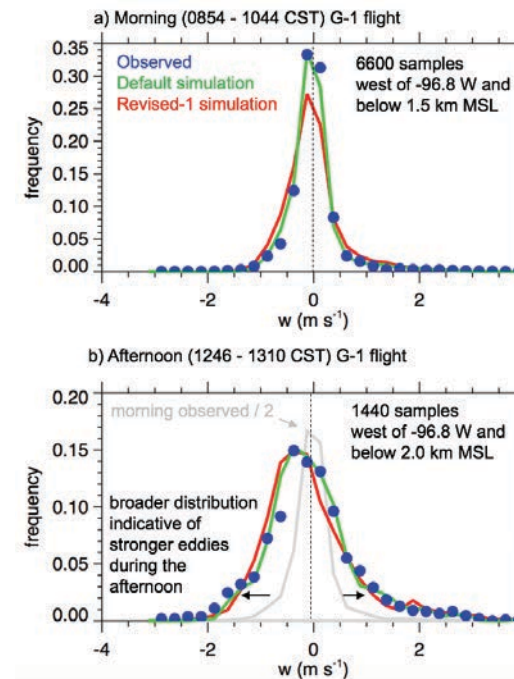 a) Morning (0854 - 1044 CST) G-1 flight
0.35
0.30
0.25
0.20
0.15
0.10
0.05
0.00
frequency
Observed
Default simulation
Revised-1 simulation
6600 samples
west of -96.8 W and
below 1.5 km MSL
-4 -2 0 2
w (m s⁻¹)
b) Afternoon (1246 - 1310 CST) G-1 flight
0.20
0.15
0.10
0.05
0.00
frequency
morning observed / 2
1440 samples
west of -96.8 W and
below 2.0 km MSL
broader distribution
indicative of
stronger eddies
during the
afternoon
-4 -2 0 2
w (m s⁻¹)